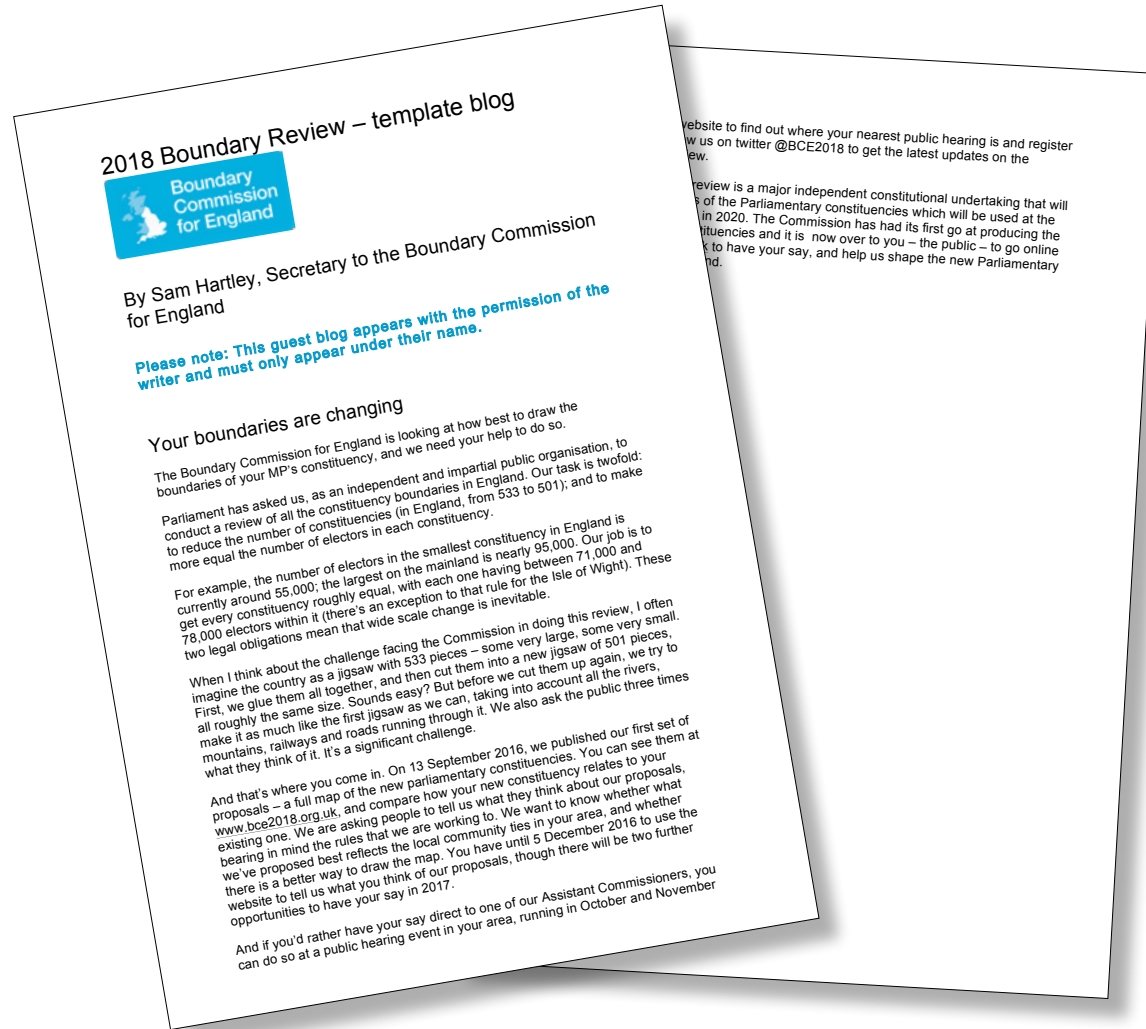 2018 Boundary Review – template blog
Boundary
Commission
for England
By Sam Hartley, Secretary to the Boundary Commission
for England
Please note: This guest blog appears with the permission of the
writer and must only appear under their name.
Your boundaries are changing
The Boundary Commission for England is looking at how best to draw the
boundaries of your MP's constituency, and we need your help to do so.
Parliament has asked us, as an independent and impartial public organisation, to
conduct a review of all the constituency boundaries in England. Our task is twofold:
to reduce the number of constituencies (in England, from 533 to 501); and to make
more equal the number of electors in each constituency.
For example, the number of electors in the smallest constituency in England is
currently around 55,000; the largest on the mainland is nearly 95,000. Our job is to
get every constituency roughly equal, with each one having between 71,000 and
78,000 electors within it (there's an exception to that rule for the Isle of Wight). These
two legal obligations mean that wide scale change is inevitable.
When I think about the challenge facing the Commission in doing this review, I often
imagine the country as a jigsaw with 533 pieces – some very large, some very small.
First, we glue them all together, and then cut them into a new jigsaw of 501 pieces,
all roughly the same size. Sounds easy? But before we cut them up again, we try to
make it as much like the first jigsaw as we can, taking into account all the rivers,
mountains, railways and roads running through it. We also ask the public three times
what they think of it. It's a significant challenge.
And that's where you come in. On 13 September 2016, we published our first set of
proposals – a full map of the new parliamentary constituencies. You can see them at
www.bce2018.org.uk, and compare how your new constituency relates to your
existing one. We are asking people to tell us what they think about our proposals,
bearing in mind the rules that we are working to. We want to know whether what
we've proposed best reflects the local community ties in your area, and whether
there is a better way to draw the map. You have until 5 December 2016 to use the
website to tell us what you think of our proposals, though there will be two further
opportunities to have your say in 2017.
And if you'd rather have your say direct to one of our Assistant Commissioners, you
can do so at a public hearing event in your area, running in October and November
ebsite to find out where your nearest public hearing is and register
w us on twitter @BCE2018 to get the latest updates on the
ew.
review is a major independent constitutional undertaking that will
s of the Parliamentary constituencies which will be used at the
in 2020. The Commission has had its first go at producing the
tituencies and it is now over to you – the public – to go online
k to have your say, and help us shape the new Parliamentary
nd.